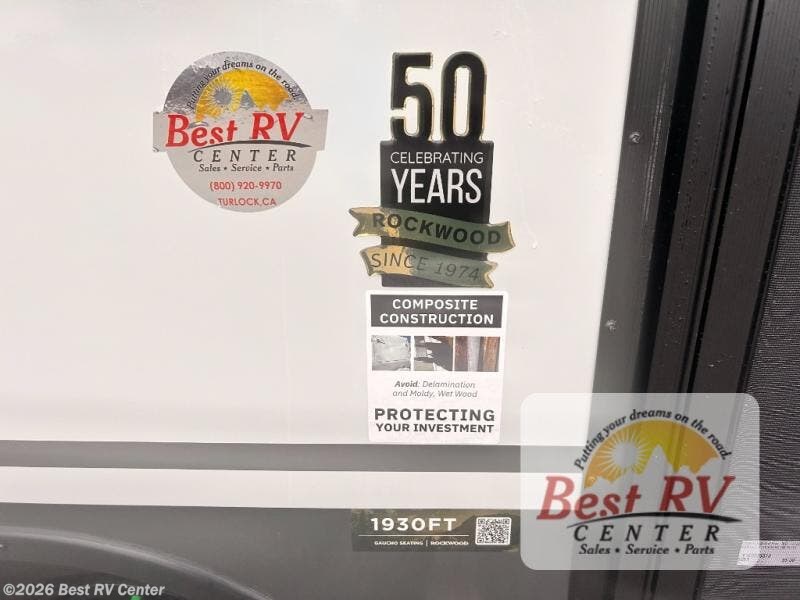 Putting your dreams on the road.
Best RV
CENTER
Sales • Service • Parts
(800) 920-9970
TURLOCK, CA
50
CELEBRATING
YEARS
ROCKWOOD
SINCE 1974
COMPOSITE
CONSTRUCTION
Avoid: Delamination
and Moldy, Wet Wood
PROTECTING
YOUR INVESTMENT
1930FT
GAUCHO SEATING | ROCKWOOD
Putting your dreams on the road.
Best RV
CENTER
Sales • Service • Parts
©2026 Best RV Center